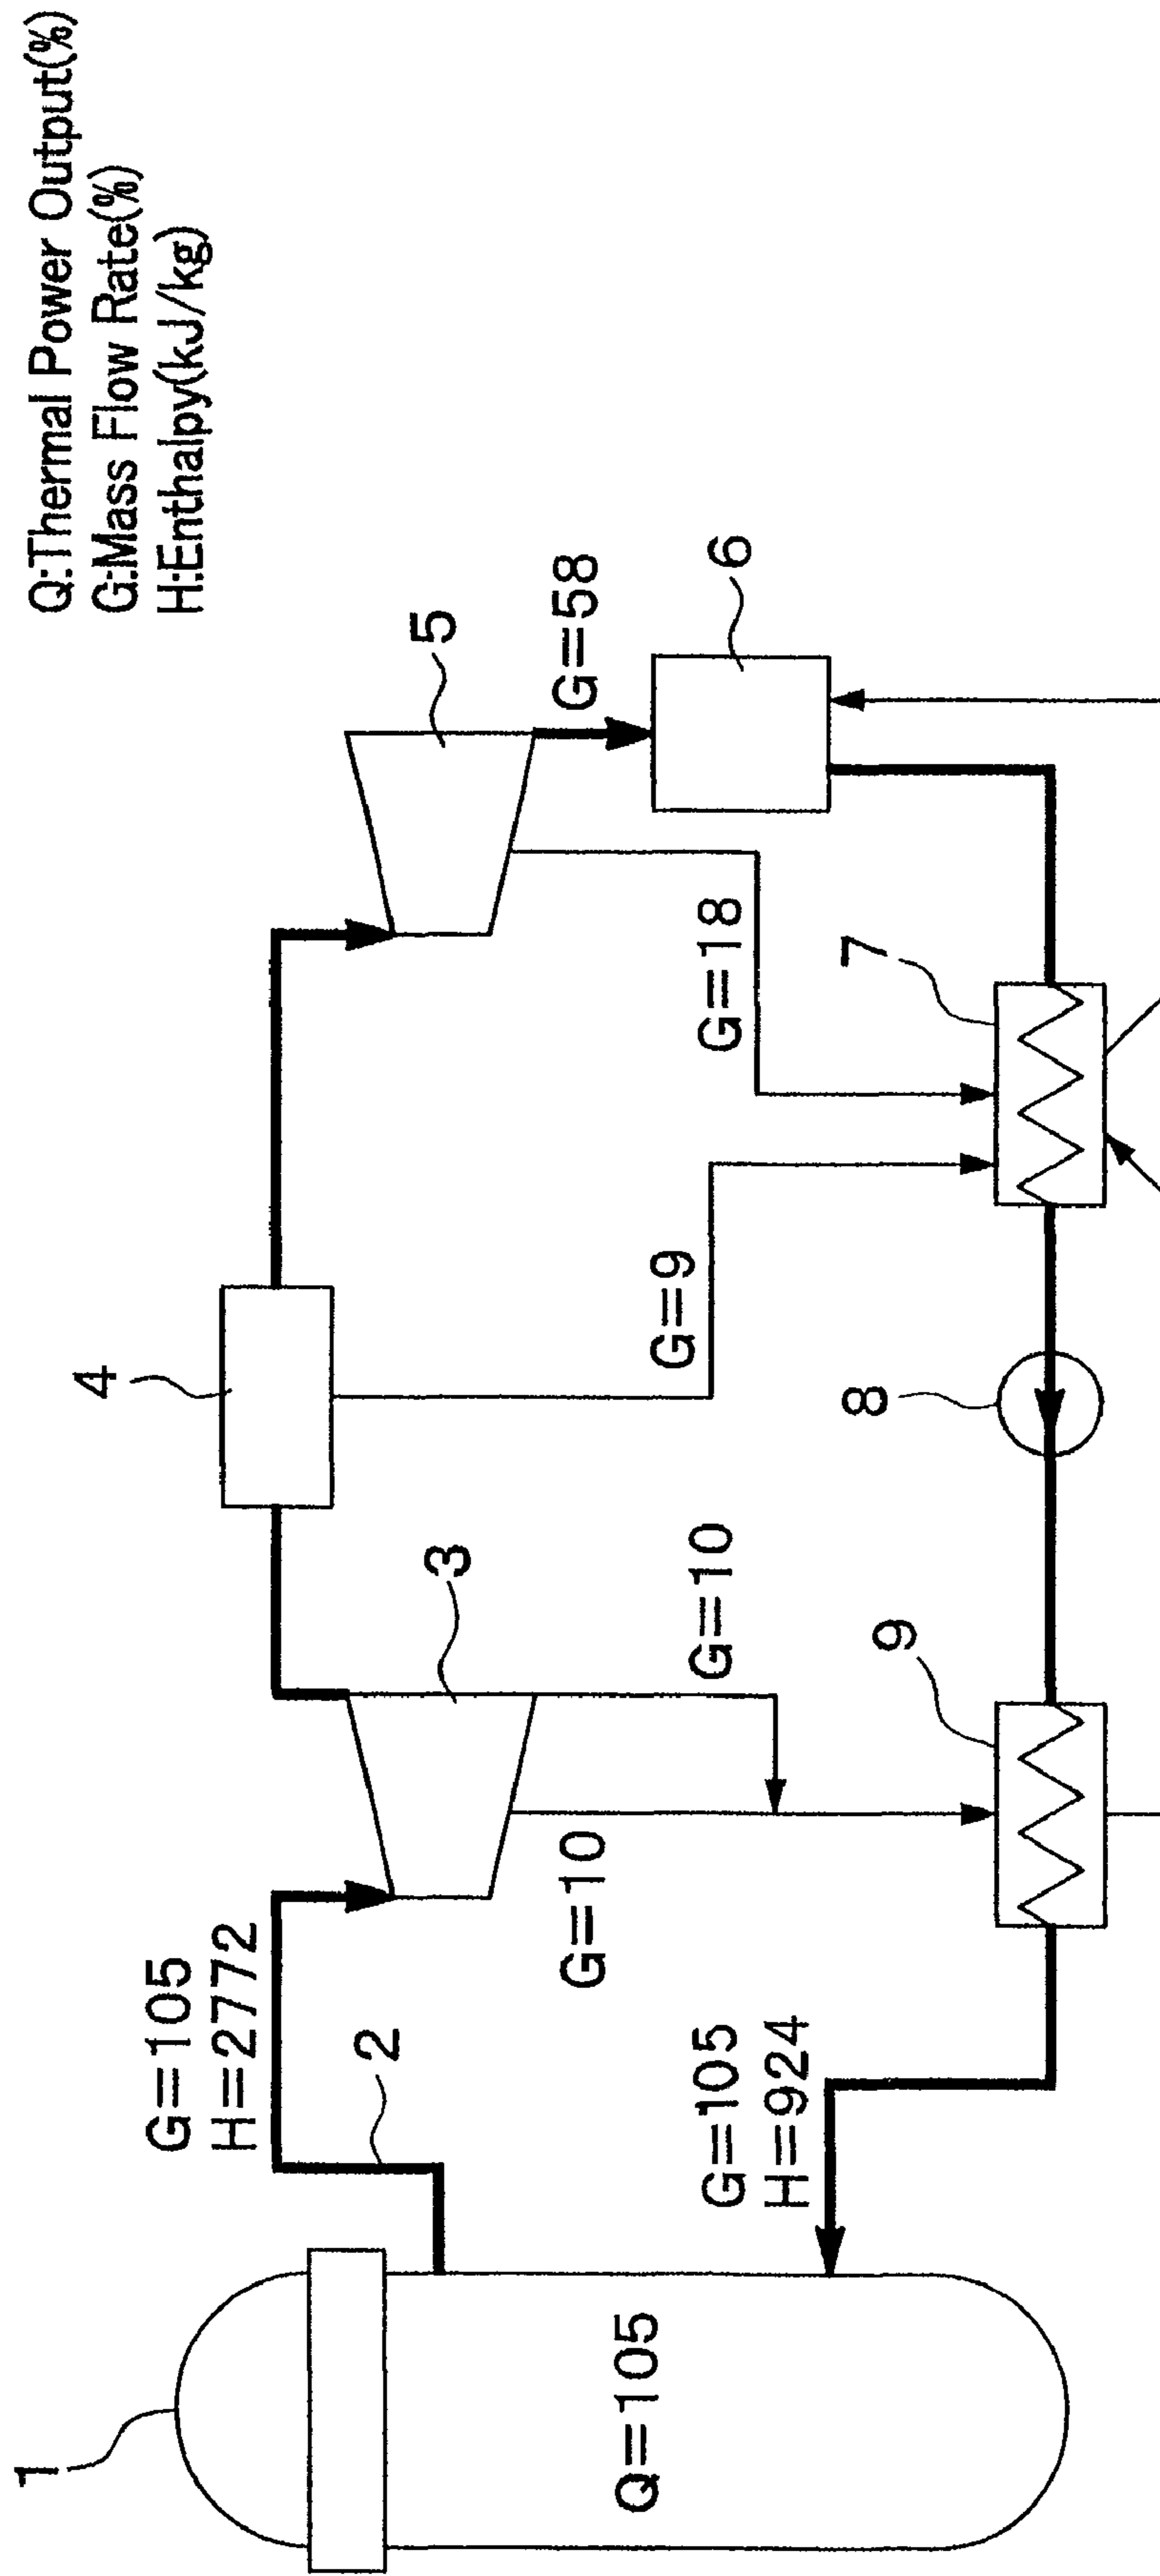 Q:Thermal Power Output(%)
G:Mass Flow Rate(%)
H:Enthalpy(kJ/kg)
1
Q=105
2
G=105
H=2772
3
G=10
G=10
4
G=9
5
G=58
G=18
6
7
8
9
G=105
H=924